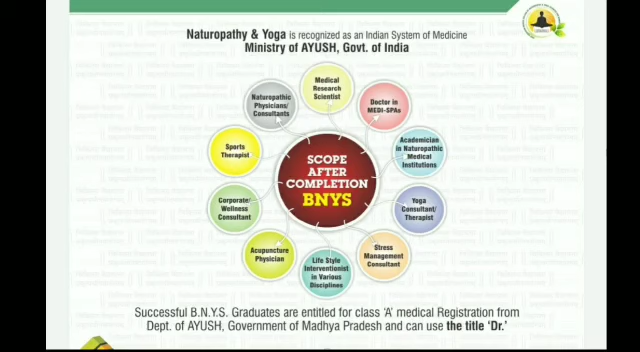 Naturopathy & Yoga is recognized as an Indian System of Medicine
Ministry of AYUSH, Govt. of India
Medical
Research
Scientist
Naturopathic
Physicians/
Consultants
Doctor in
MEDI-SPAs
Sports
Therapist
Academician
in Naturopathic
Medical
Institutions
SCOPE
AFTER
COMPLETION
BNYS
Corporate/
Wellness
Consultant
Yoga
Consultant/
Therapist
Acupuncture
Physician
Stress
Management
Consultant
Life Style
Interventionist
in Various
Disciplines
Successful B.N.Y.S. Graduates are entitled for class ‘A’ medical Registration from
Dept. of AYUSH, Government of Madhya Pradesh and can use the title ‘Dr.’